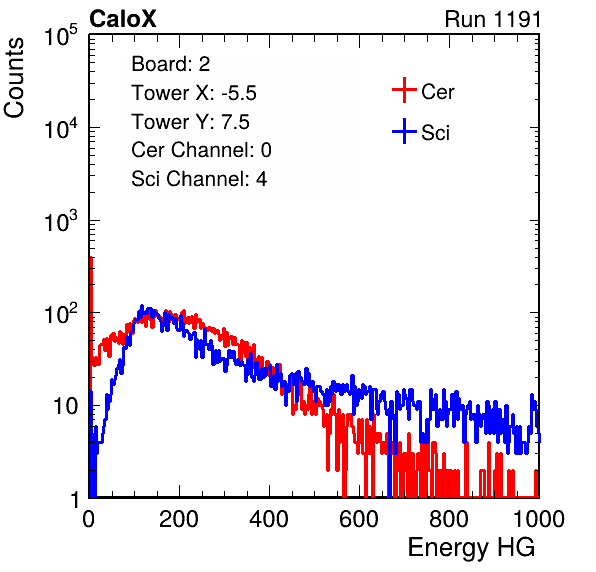 CaloX Run 1191
Counts
10^5
10^4
10^3
10^2
10
1
Board: 2
Tower X: -5.5
Tower Y: 7.5
Cer Channel: 0
Sci Channel: 4
Cer
Sci
0 200 400 600 800 1000
Energy HG